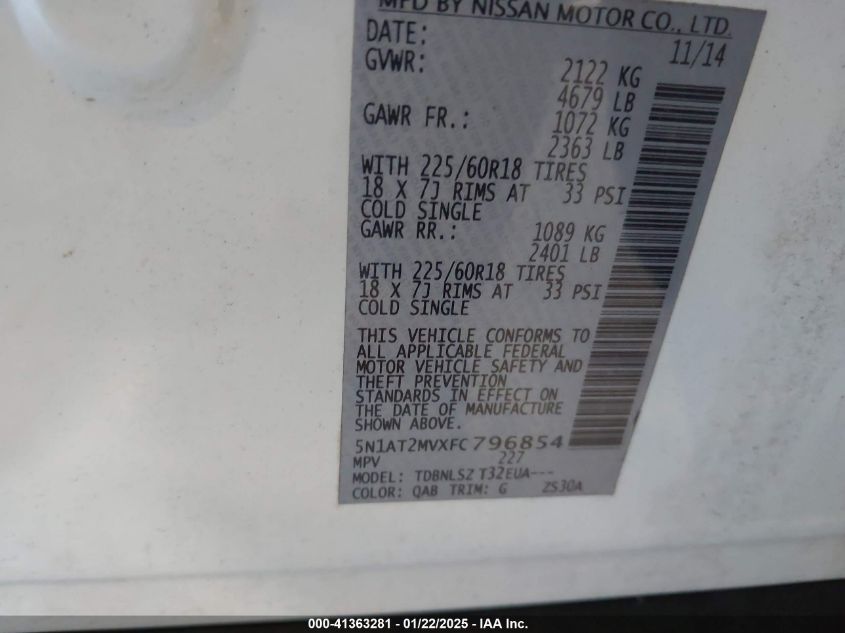 MFD BY NISSAN MOTOR CO., LTD.
DATE: 11/14
GVWR: 2122 KG
4679 LB
GAWR FR.: 1072 KG
2363 LB
WITH 225/60R18 TIRES
18 X 7J RIMS AT 33 PSI
COLD SINGLE
GAWR RR.: 1089 KG
2401 LB
WITH 225/60R18 TIRES
18 X 7J RIMS AT 33 PSI
COLD SINGLE
THIS VEHICLE CONFORMS TO
ALL APPLICABLE FEDERAL
MOTOR VEHICLE SAFETY AND
THEFT PREVENTION
STANDARDS IN EFFECT ON
THE DATE OF MANUFACTURE
SHOWN ABOVE.
5N1AT2MVXFC796854
MPV 227
MODEL: TDBNLSZ T32EUA---
COLOR: QAB TRIM: G ZS30A
000-41363281 - 01/22/2025 - IAA Inc.